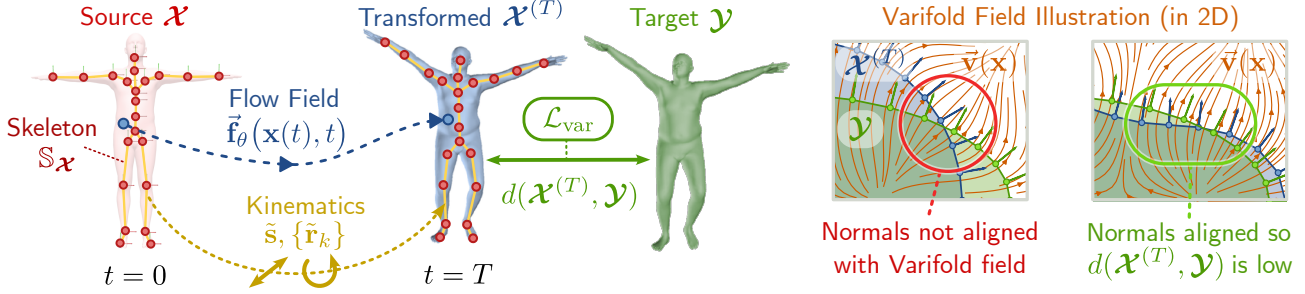 Source 𝒳
Transformed 𝒳^(T)
Target 𝒴
Varifold Field Illustration (in 2D)
Skeleton
𝕊_𝒳
Flow Field
f⃗_θ(x(t), t)
Kinematics
s̃, {r̃_k}
t = 0
t = T
ℒ_var
d(𝒳^(T), 𝒴)
𝒳^(T)
v⃗(x)
𝒴
v⃗(x)
Normals not aligned
with Varifold field
Normals aligned so
d(𝒳^(T), 𝒴) is low